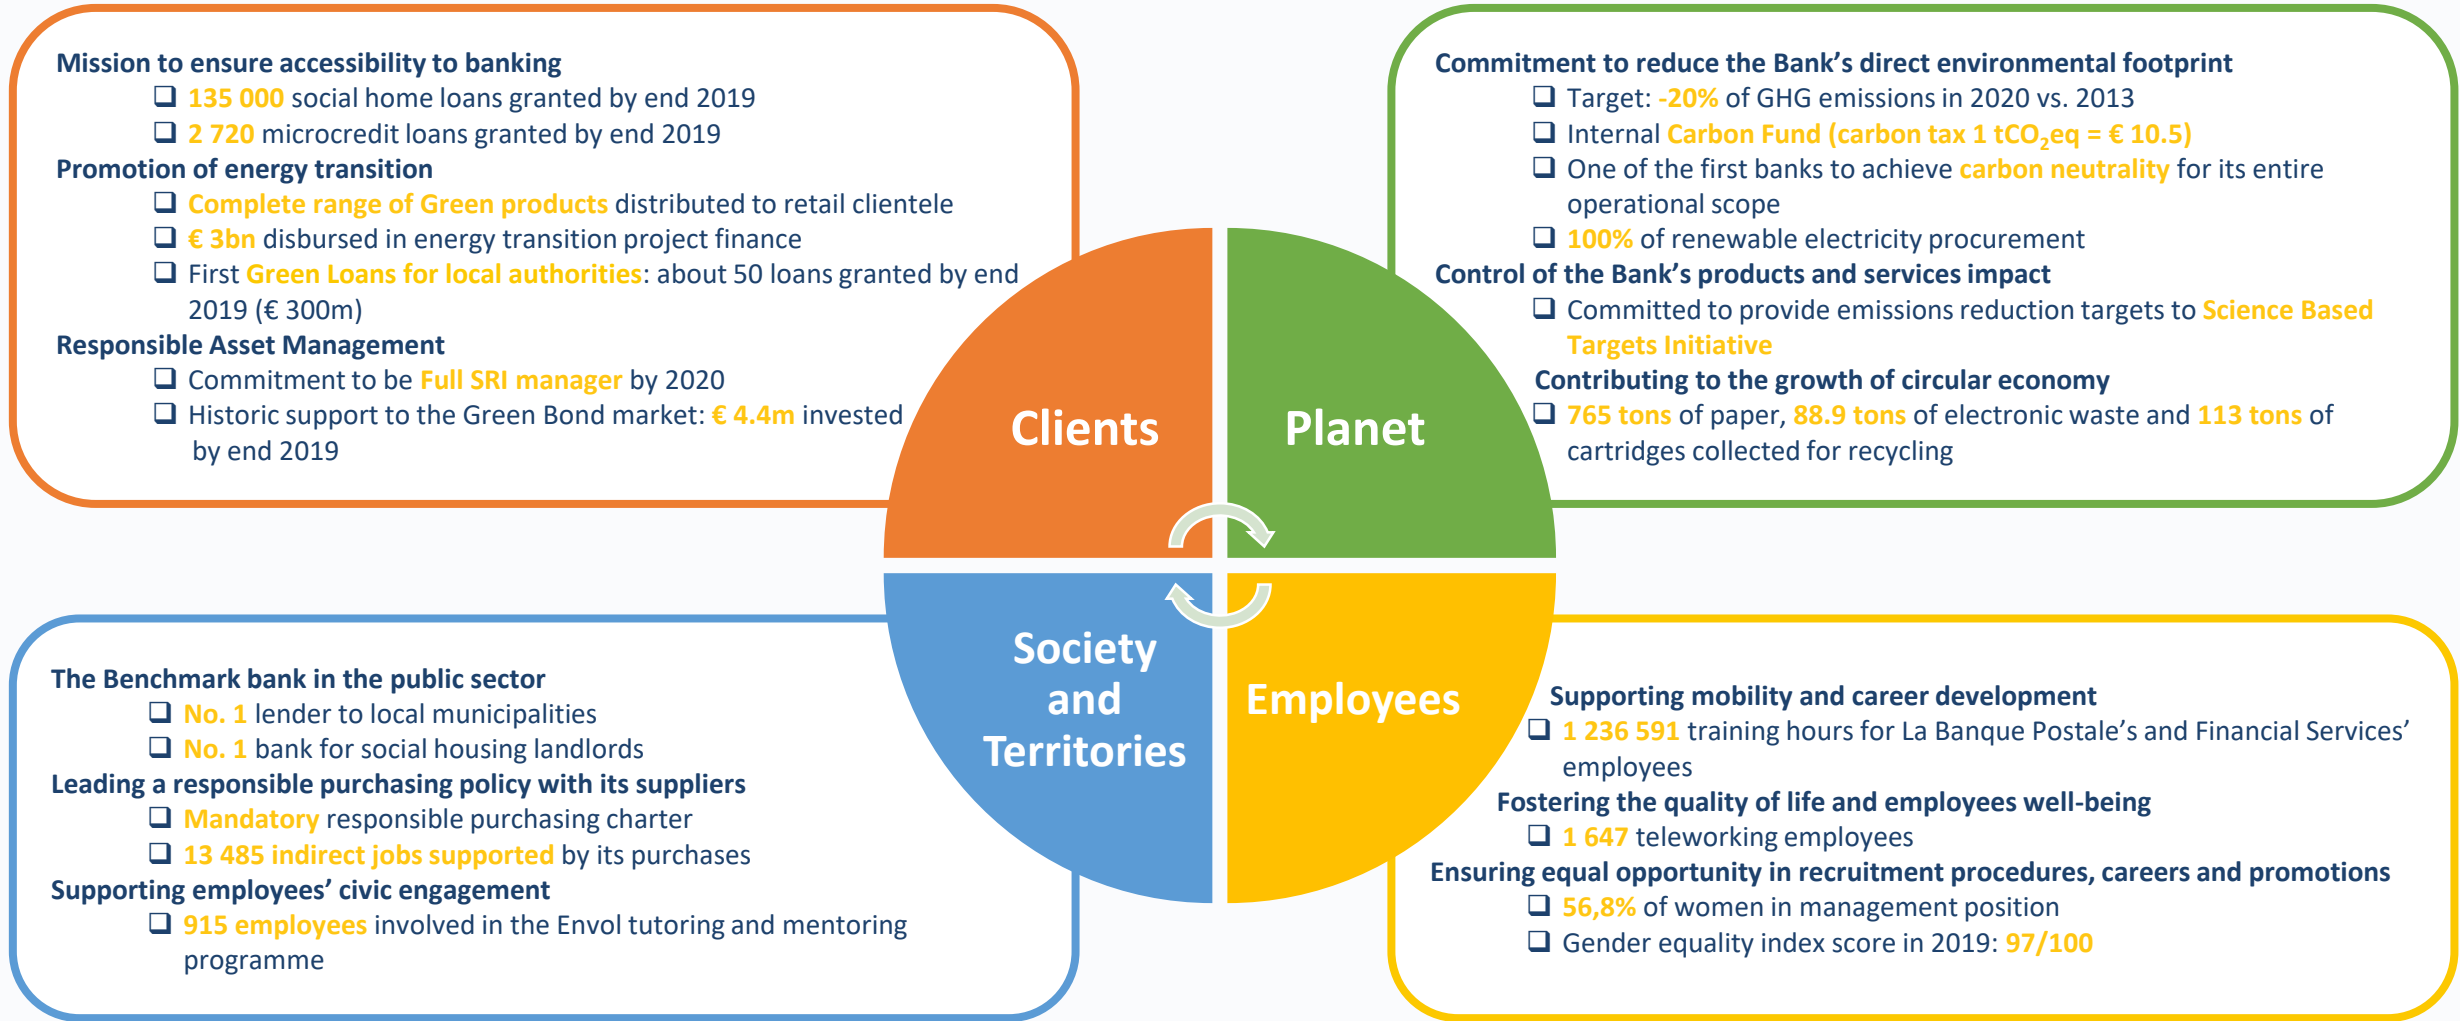 Mission to ensure accessibility to banking
❑ 135 000 social home loans granted by end 2019
❑ 2 720 microcredit loans granted by end 2019
Promotion of energy transition
❑ Complete range of Green products distributed to retail clientele
❑ € 3bn disbursed in energy transition project finance
❑ First Green Loans for local authorities: about 50 loans granted by end
2019 (€ 300m)
Responsible Asset Management
❑ Commitment to be Full SRI manager by 2020
❑ Historic support to the Green Bond market: € 4.4m invested
by end 2019
Commitment to reduce the Bank’s direct environmental footprint
❑ Target: -20% of GHG emissions in 2020 vs. 2013
❑ Internal Carbon Fund (carbon tax 1 tCO₂eq = € 10.5)
❑ One of the first banks to achieve carbon neutrality for its entire
operational scope
❑ 100% of renewable electricity procurement
Control of the Bank’s products and services impact
❑ Committed to provide emissions reduction targets to Science Based
Targets Initiative
Contributing to the growth of circular economy
❑ 765 tons of paper, 88.9 tons of electronic waste and 113 tons of
cartridges collected for recycling
Clients
Planet
Society
and
Territories
Employees
The Benchmark bank in the public sector
❑ No. 1 lender to local municipalities
❑ No. 1 bank for social housing landlords
Leading a responsible purchasing policy with its suppliers
❑ Mandatory responsible purchasing charter
❑ 13 485 indirect jobs supported by its purchases
Supporting employees’ civic engagement
❑ 915 employees involved in the Envol tutoring and mentoring
programme
Supporting mobility and career development
❑ 1 236 591 training hours for La Banque Postale’s and Financial Services’
employees
Fostering the quality of life and employees well-being
❑ 1 647 teleworking employees
Ensuring equal opportunity in recruitment procedures, careers and promotions
❑ 56,8% of women in management position
❑ Gender equality index score in 2019: 97/100